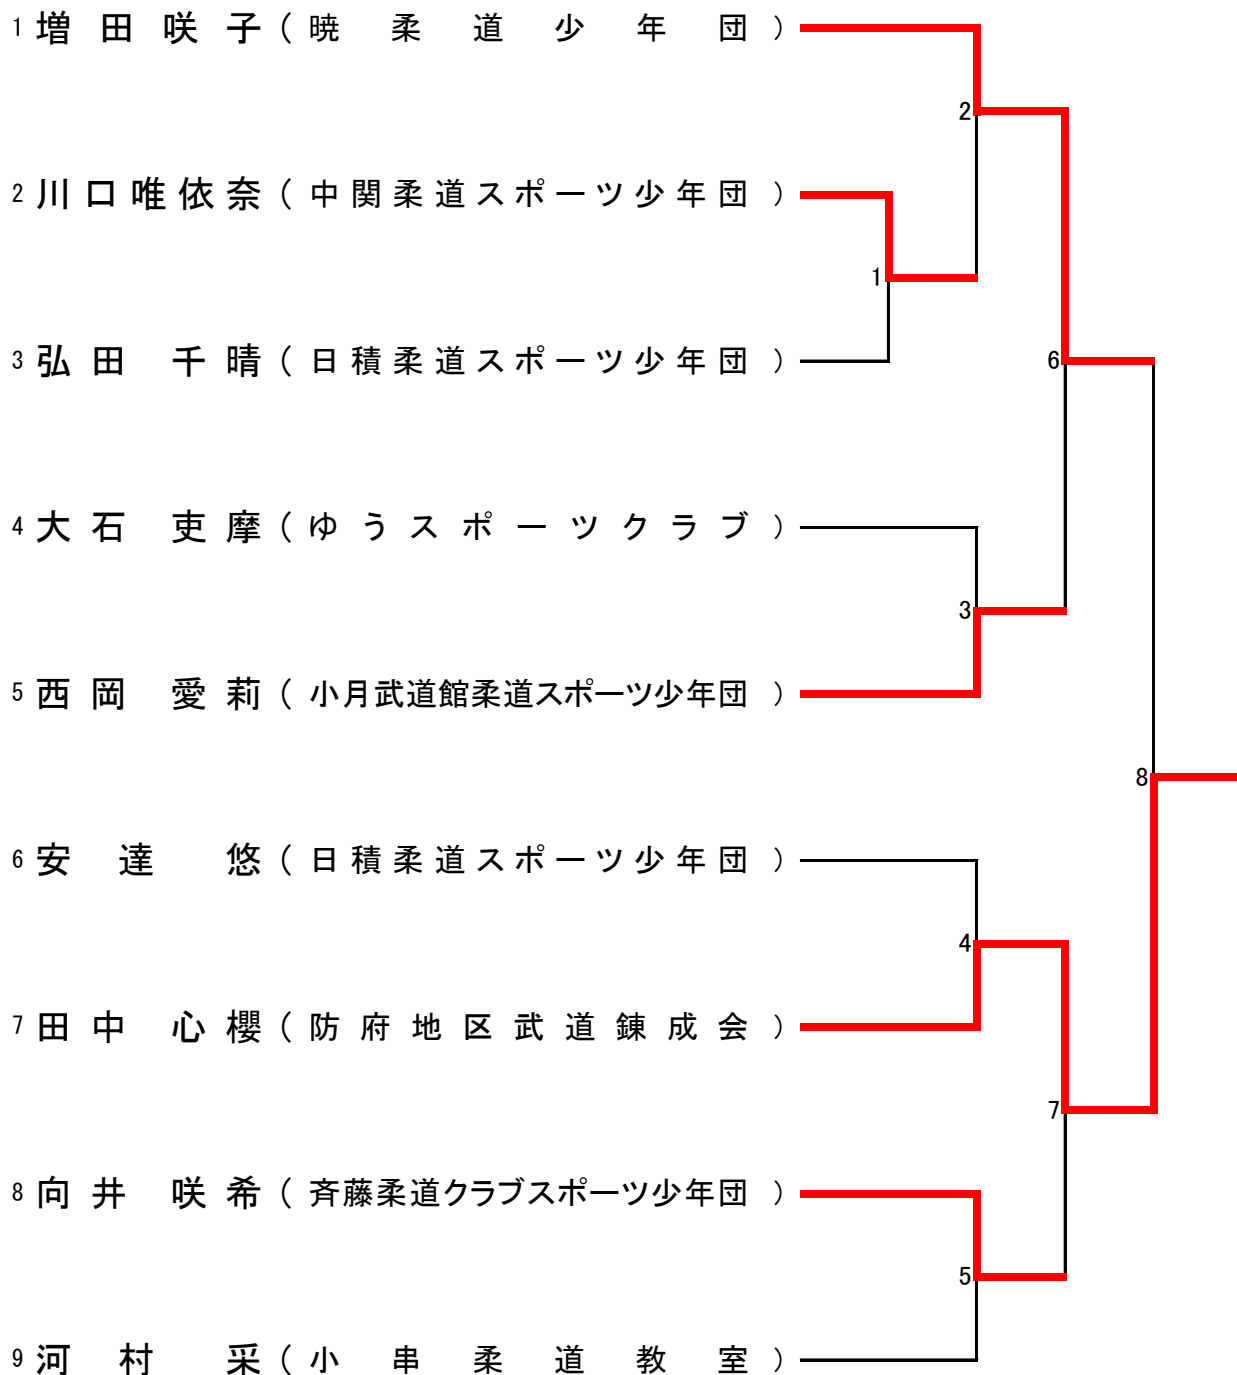 1 増田咲子(暁柔道少年団)
2
2 川口唯依奈(中関柔道スポーツ少年団)
1
3 弘田千晴(日積柔道スポーツ少年団)
6
4 大石吏摩(ゆうスポーツクラブ)
3
5 西岡愛莉(小月武道館柔道スポーツ少年団)
8
6 安達悠(日積柔道スポーツ少年団)
4
7 田中心櫻(防府地区武道錬成会)
7
8 向井咲希(斉藤柔道クラブスポーツ少年団)
5
9 河村采(小串柔道教室)